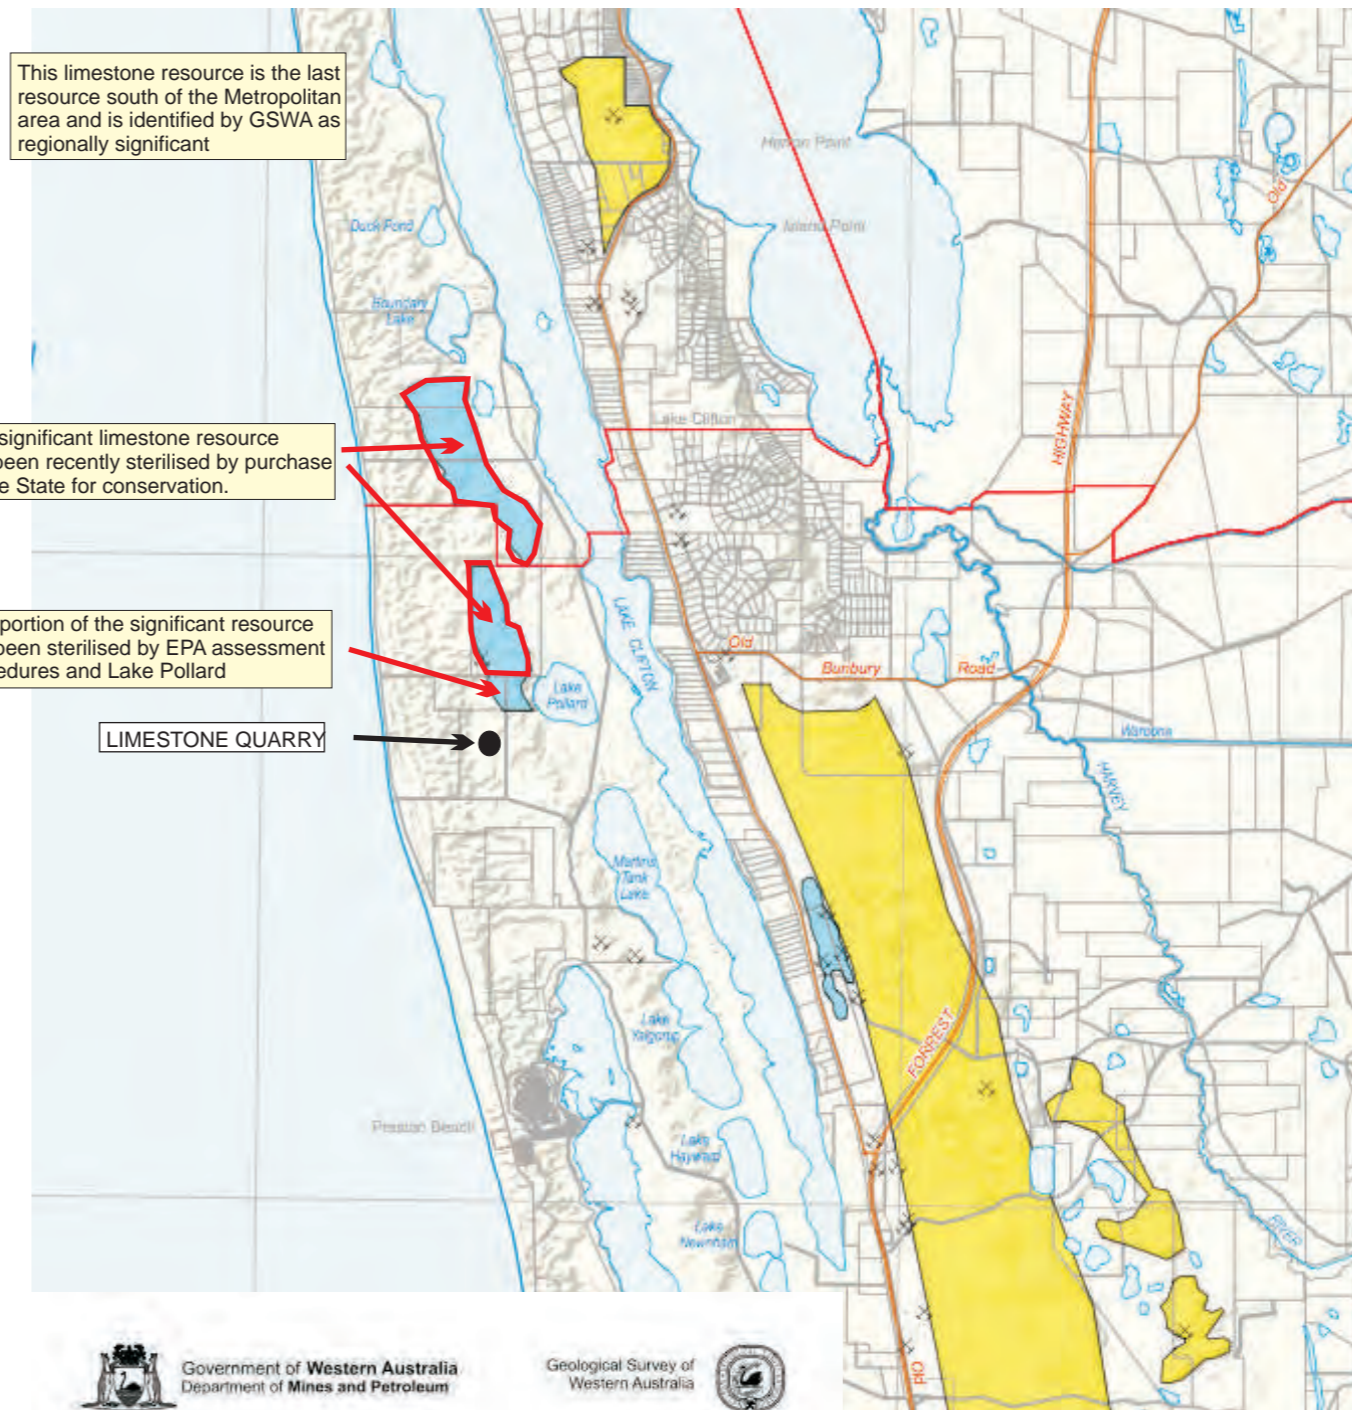 This limestone resource is the last
resource south of the Metropolitan
area and is identified by GSWA as
regionally significant
Duck Pond
Boundary
Lake
Herron Point
Island Point
Old
HIGHWAY
Lake Clifton
significant limestone resource
been recently sterilised by purchase
e State for conservation.
portion of the significant resource
been sterilised by EPA assessment
edures and Lake Pollard
LIMESTONE QUARRY
Lake
Pollard
LAKE CLIFTON
Old
Bunbury
Road
Waroona
HARVEY
Martins
Tank
Lake
Lake
Yalgorup
FORREST
Preston Beach
Lake
Hayward
Lake
Newnham
RIVER
Old
Government of Western Australia
Department of Mines and Petroleum
Geological Survey of
Western Australia